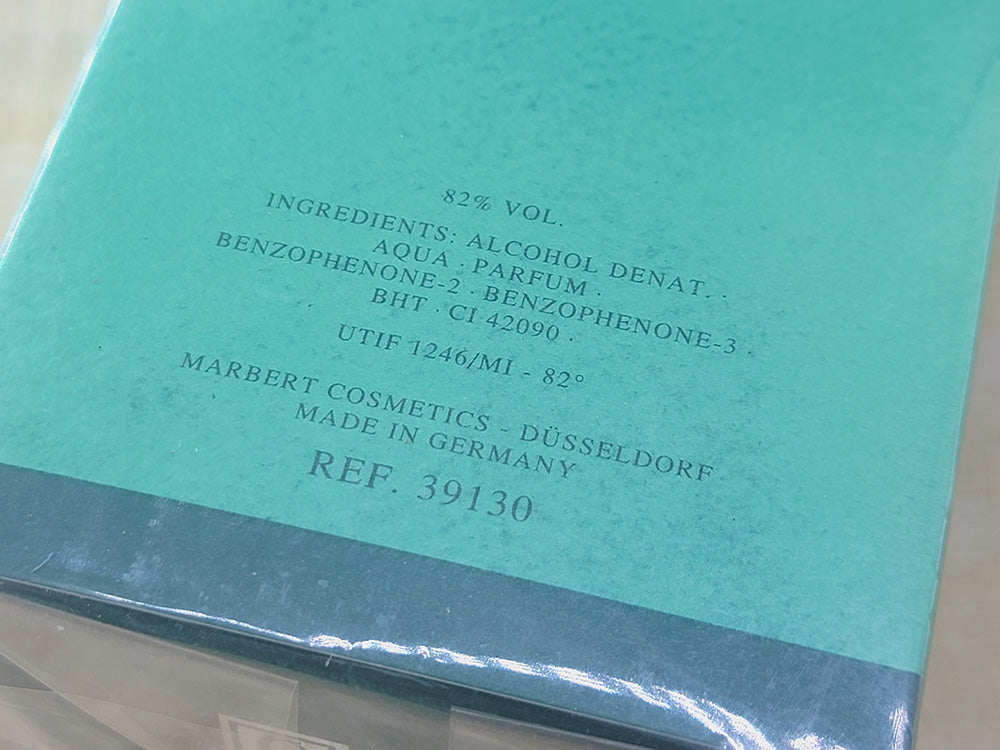 82% VOL.
INGREDIENTS: ALCOHOL DENAT. ·
AQUA · PARFUM ·
BENZOPHENONE-2 · BENZOPHENONE-3 ·
BHT · CI 42090 ·
UTIF 1246/MI - 82°
MARBERT COSMETICS - DÜSSELDORF
MADE IN GERMANY
REF. 39130